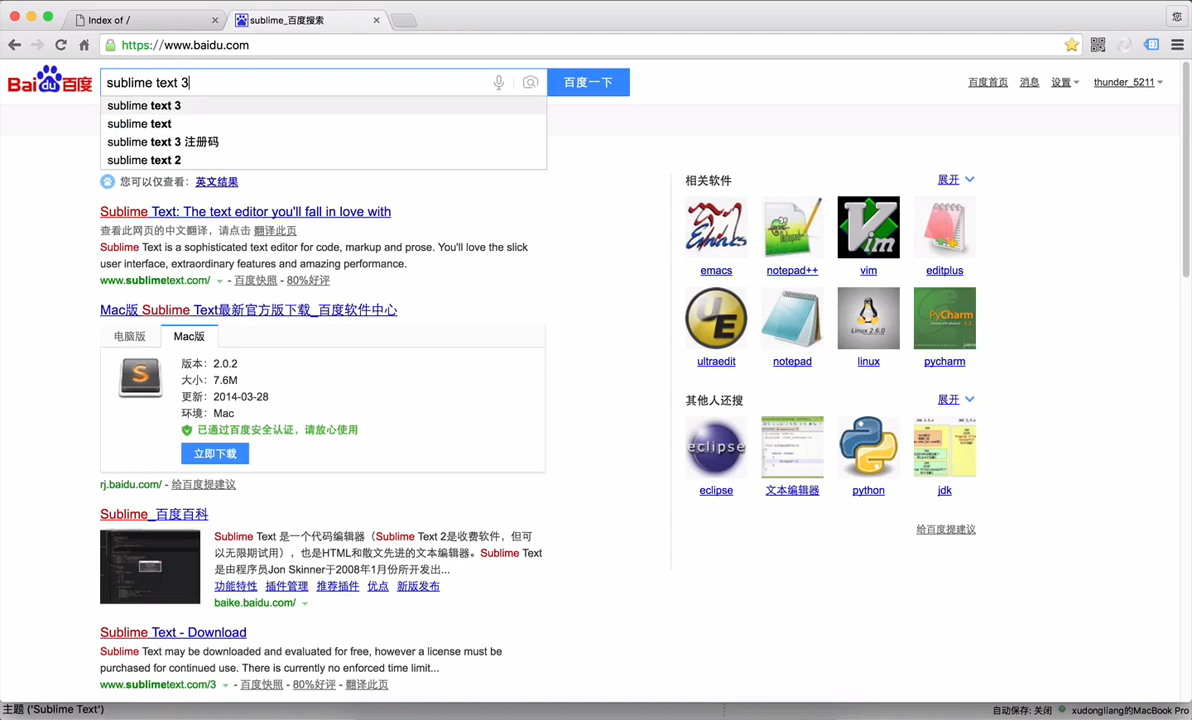 Index of /
sublime_百度搜索
您
https://www.baidu.com
Bai 百度
sublime text 3
百度一下
百度首页 消息 设置 thunder_5211
sublime text 3
sublime text
sublime text 3 注册码
sublime text 2
您可以仅查看：英文结果
Sublime Text: The text editor you'll fall in love with
查看此网页的中文翻译，请点击 翻译此页
Sublime Text is a sophisticated text editor for code, markup and prose. You'll love the slick
user interface, extraordinary features and amazing performance.
www.sublimetext.com/ - 百度快照 - 80%好评
Mac版 Sublime Text最新官方版下载_百度软件中心
电脑版 Mac版
版本：2.0.2
大小：7.6M
更新：2014-03-28
环境：Mac
已通过百度安全认证，请放心使用
立即下载
rj.baidu.com/ - 给百度提建议
Sublime_百度百科
Sublime Text 是一个代码编辑器（Sublime Text 2是收费软件，但可
以无限期试用），也是HTML和散文先进的文本编辑器。Sublime Text
是由程序员Jon Skinner于2008年1月份所开发出...
功能特性 插件管理 推荐插件 优点 新版发布
baike.baidu.com/
Sublime Text - Download
Sublime Text may be downloaded and evaluated for free, however a license must be
purchased for continued use. There is currently no enforced time limit...
www.sublimetext.com/3 - 百度快照 - 80%好评 - 翻译此页
相关软件 展开
Emacs
Vim
emacs notepad++ vim editplus
UE
Linux 2.6.0
PyCharm
ultraedit notepad linux pycharm
其他人还搜 展开
eclipse
eclipse 文本编辑器 python jdk
给百度提建议
主题 ('Sublime Text')
自动保存: 关闭 xudongliang的MacBook Pro